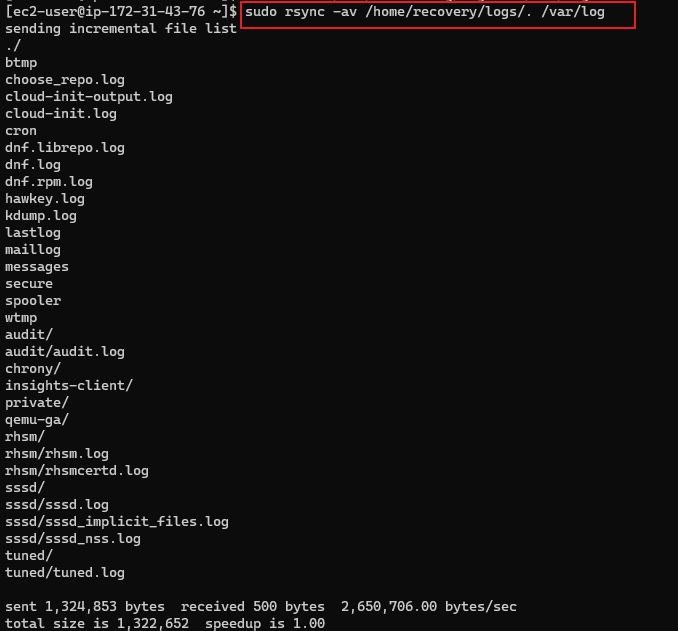 [ec2-user@ip-172-31-43-76 ~]$ sudo rsync -av /home/recovery/logs/. /var/log
sending incremental file list
./
btmp
choose_repo.log
cloud-init-output.log
cloud-init.log
cron
dnf.librepo.log
dnf.log
dnf.rpm.log
hawkey.log
kdump.log
lastlog
maillog
messages
secure
spooler
wtmp
audit/
audit/audit.log
chrony/
insights-client/
private/
qemu-ga/
rhsm/
rhsm/rhsm.log
rhsm/rhsmcertd.log
sssd/
sssd/sssd.log
sssd/sssd_implicit_files.log
sssd/sssd_nss.log
tuned/
tuned/tuned.log
sent 1,324,853 bytes  received 500 bytes  2,650,706.00 bytes/sec
total size is 1,322,652  speedup is 1.00